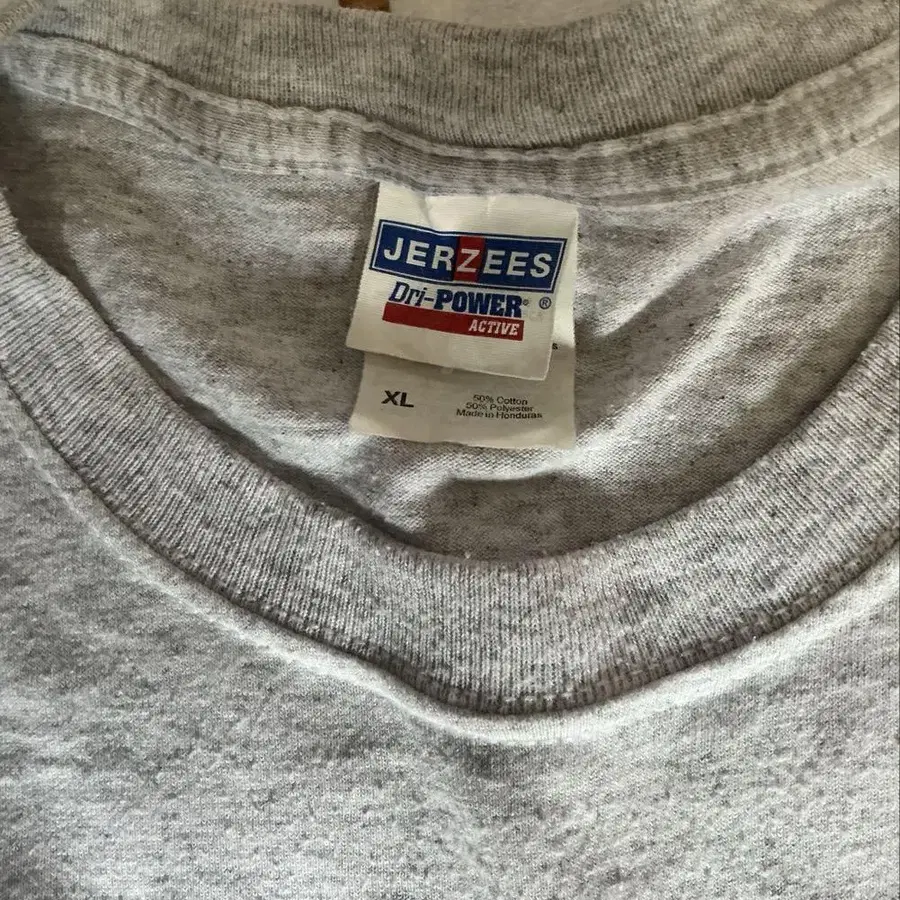 JERZEES
Dri-POWER® ®
ACTIVE
s
XL
50% Cotton
50% Polyester
Made in Honduras